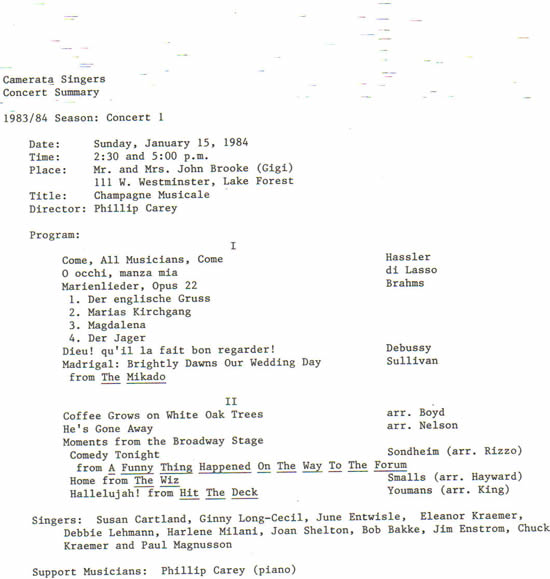 Camerata Singers
Concert Summary
1983/84 Season: Concert 1
Date: Sunday, January 15, 1984
Time: 2:30 and 5:00 p.m.
Place: Mr. and Mrs. John Brooke (Gigi)
111 W. Westminster, Lake Forest
Title: Champagne Musicale
Director: Phillip Carey
Program:
I
Come, All Musicians, Come Hassler
O occhi, manza mia di Lasso
Marienlieder, Opus 22 Brahms
1. Der englische Gruss
2. Marias Kirchgang
3. Magdalena
4. Der Jager
Dieu! qu'il la fait bon regarder! Debussy
Madrigal: Brightly Dawns Our Wedding Day Sullivan
from The Mikado
II
Coffee Grows on White Oak Trees arr. Boyd
He's Gone Away arr. Nelson
Moments from the Broadway Stage
Comedy Tonight Sondheim (arr. Rizzo)
from A Funny Thing Happened On The Way To The Forum
Home from The Wiz Smalls (arr. Hayward)
Hallelujah! from Hit The Deck Youmans (arr. King)
Singers: Susan Cartland, Ginny Long-Cecil, June Entwisle, Eleanor Kraemer,
Debbie Lehmann, Harlene Milani, Joan Shelton, Bob Bakke, Jim Enstrom, Chuck
Kraemer and Paul Magnusson
Support Musicians: Phillip Carey (piano)